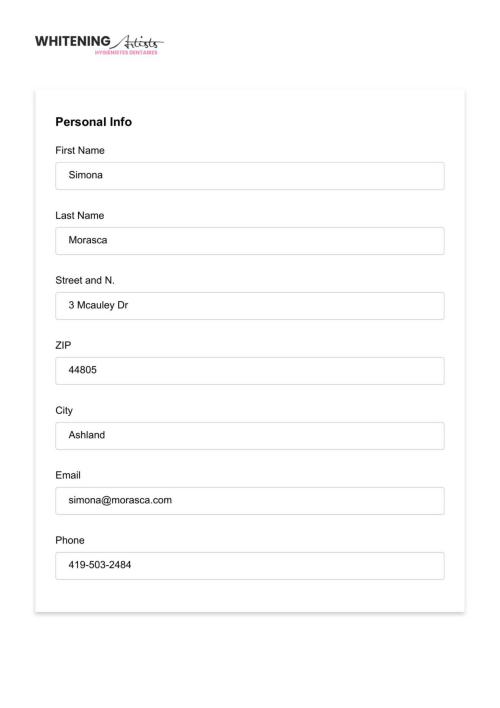 WHITENING Artists
HYGIÉNISTES DENTAIRES
Personal Info
First Name
Simona
Last Name
Morasca
Street and N.
3 Mcauley Dr
ZIP
44805
City
Ashland
Email
simona@morasca.com
Phone
419-503-2484